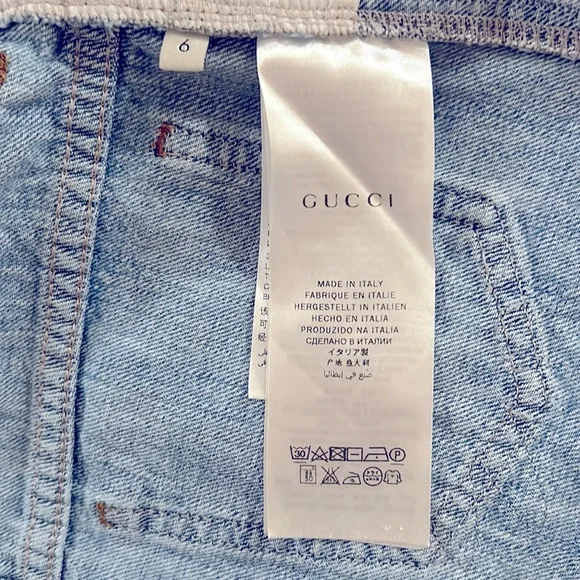 6
GUCCI
MADE IN ITALY
FABRIQUE EN ITALIE
HERGESTELLT IN ITALIEN
HECHO EN ITALIA
PRODUZIDO NA ITALIA
СДЕЛАНО В ИТАЛИИ
イタリア製
产地 意大利
صنع في إيطاليا
30
P